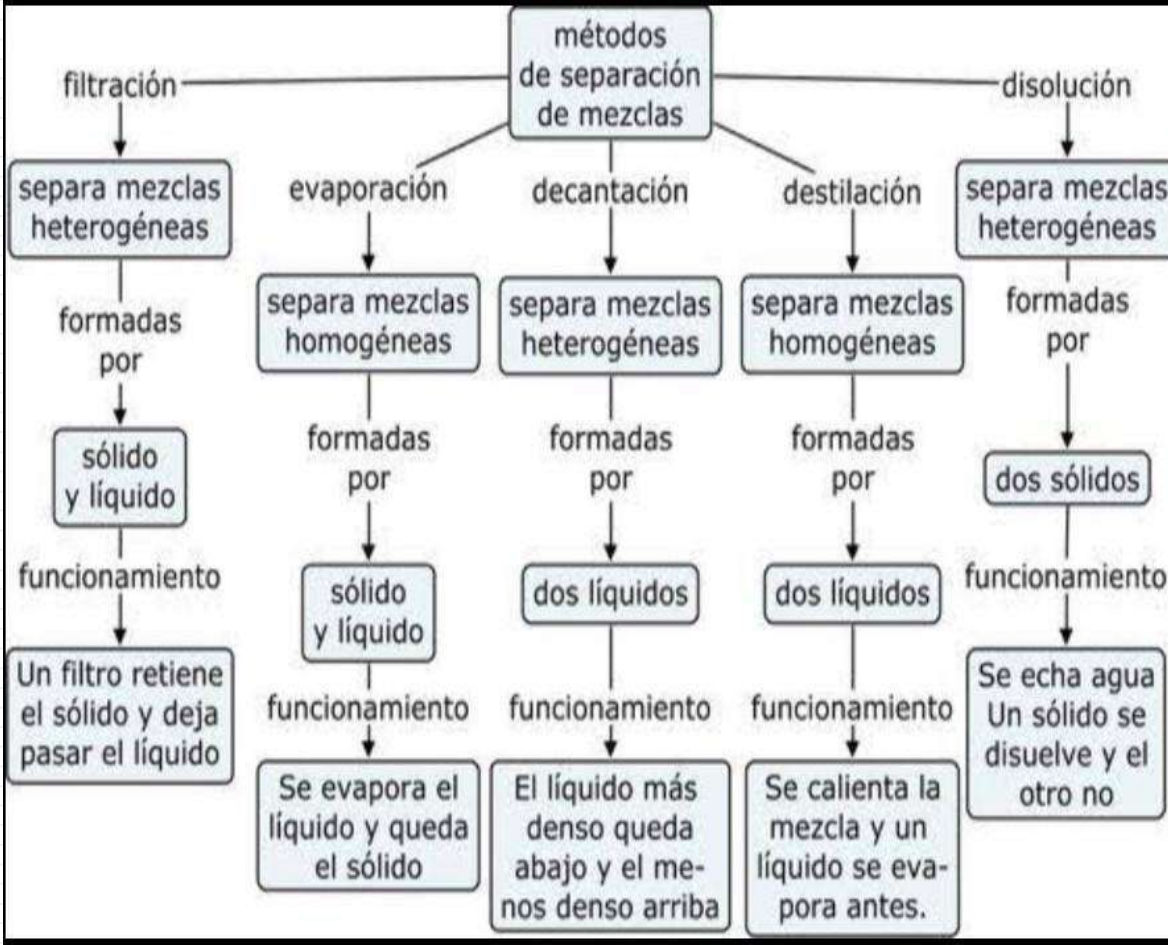 métodos
de separación
de mezclas
filtración
separa mezclas
heterogéneas
formadas
por
sólido
y líquido
funcionamiento
Un filtro retiene
el sólido y deja
pasar el líquido
evaporación
separa mezclas
homogéneas
formadas
por
sólido
y líquido
funcionamiento
Se evapora el
líquido y queda
el sólido
decantación
separa mezclas
heterogéneas
formadas
por
dos líquidos
funcionamiento
El líquido más
denso queda
abajo y el me-
nos denso arriba
destilación
separa mezclas
homogéneas
formadas
por
dos líquidos
funcionamiento
Se calienta la
mezcla y un
líquido se eva-
pora antes.
disolución
separa mezclas
heterogéneas
formadas
por
dos sólidos
funcionamiento
Se echa agua
Un sólido se
disuelve y el
otro no